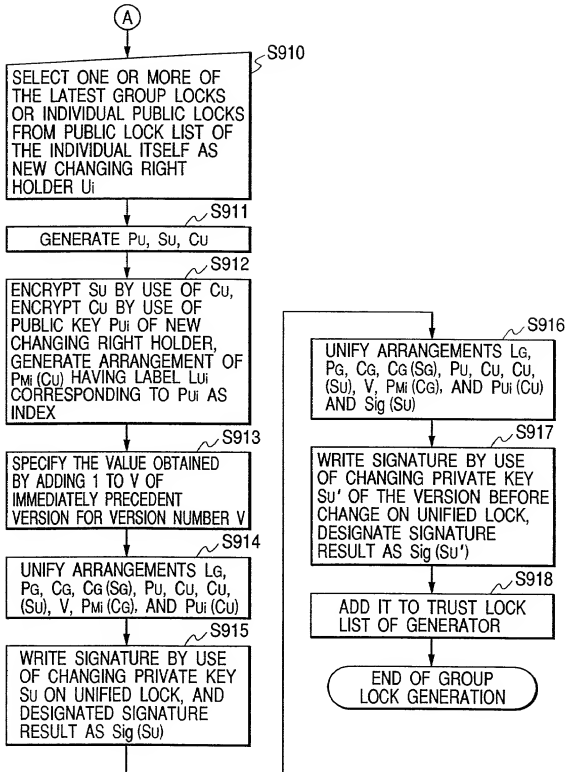 A
S910
SELECT ONE OR MORE OF
THE LATEST GROUP LOCKS
OR INDIVIDUAL PUBLIC LOCKS
FROM PUBLIC LOCK LIST OF
THE INDIVIDUAL ITSELF AS
NEW CHANGING RIGHT
HOLDER Ui
S911
GENERATE PU, SU, CU
S912
ENCRYPT SU BY USE OF CU,
ENCRYPT CU BY USE OF
PUBLIC KEY PUi OF NEW
CHANGING RIGHT HOLDER,
GENERATE ARRANGEMENT OF
PMi (CU) HAVING LABEL LUi
CORRESPONDING TO PUi AS
INDEX
S913
SPECIFY THE VALUE OBTAINED
BY ADDING 1 TO V OF
IMMEDIATELY PRECEDENT
VERSION FOR VERSION NUMBER V
S914
UNIFY ARRANGEMENTS LG,
PG, CG, CG (SG), PU, CU, CU,
(SU), V, PMi (CG), AND PUi (CU)
S915
WRITE SIGNATURE BY USE
OF CHANGING PRIVATE KEY
SU ON UNIFIED LOCK, AND
DESIGNATED SIGNATURE
RESULT AS Sig (SU)
S916
UNIFY ARRANGEMENTS LG,
PG, CG, CG (SG), PU, CU, CU,
(SU), V, PMi (CG), AND PUi (CU)
AND Sig (SU)
S917
WRITE SIGNATURE BY USE
OF CHANGING PRIVATE KEY
SU' OF THE VERSION BEFORE
CHANGE ON UNIFIED LOCK,
DESIGNATE SIGNATURE
RESULT AS Sig (SU')
S918
ADD IT TO TRUST LOCK
LIST OF GENERATOR
END OF GROUP
LOCK GENERATION